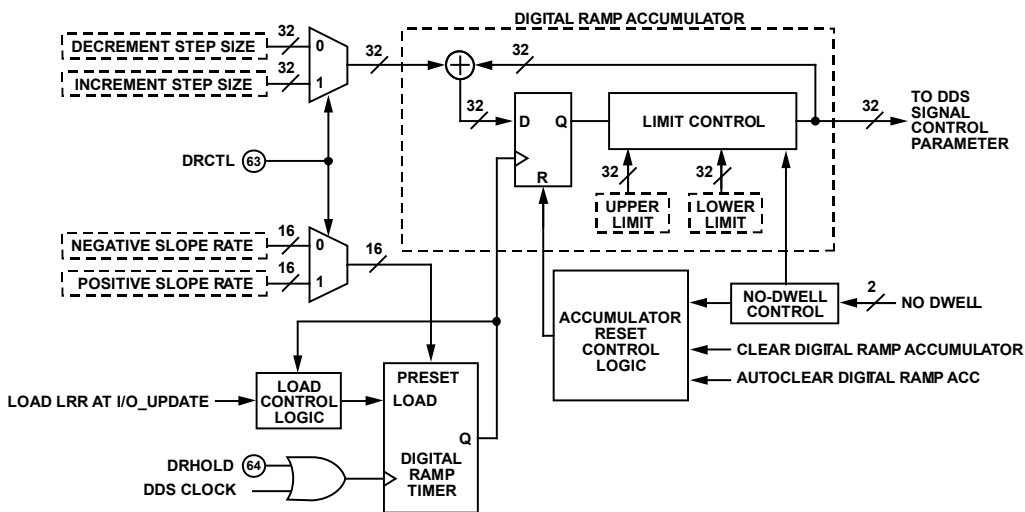 DIGITAL RAMP ACCUMULATOR
DECREMENT STEP SIZE
32
0
32
INCREMENT STEP SIZE
32
1
32
32
D
Q
R
LIMIT CONTROL
32
TO DDS
SIGNAL
CONTROL
PARAMETER
32
UPPER
LIMIT
32
LOWER
LIMIT
DRCTL
63
NEGATIVE SLOPE RATE
16
0
16
POSITIVE SLOPE RATE
16
1
ACCUMULATOR
RESET
CONTROL
LOGIC
NO-DWELL
CONTROL
2
NO DWELL
CLEAR DIGITAL RAMP ACCUMULATOR
AUTOCLEAR DIGITAL RAMP ACC
LOAD LRR AT I/O_UPDATE
LOAD
CONTROL
LOGIC
PRESET
LOAD
Q
DIGITAL
RAMP
TIMER
DRHOLD
64
DDS CLOCK